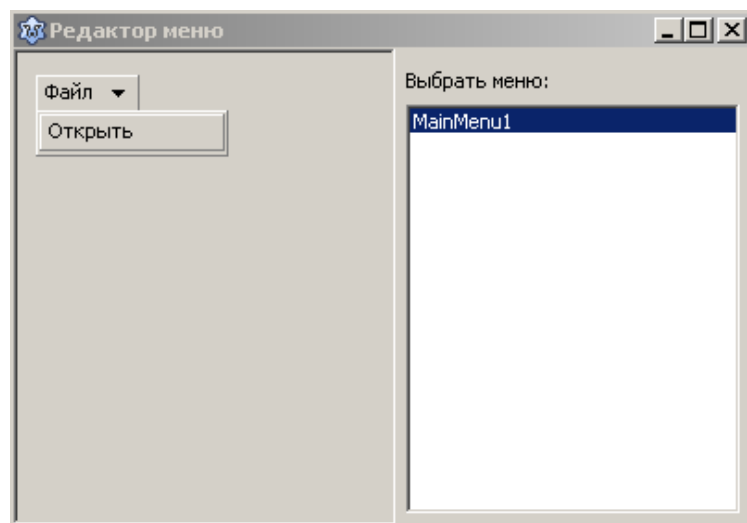 Редактор меню
Файл
Открыть
Выбрать меню:
MainMenu1